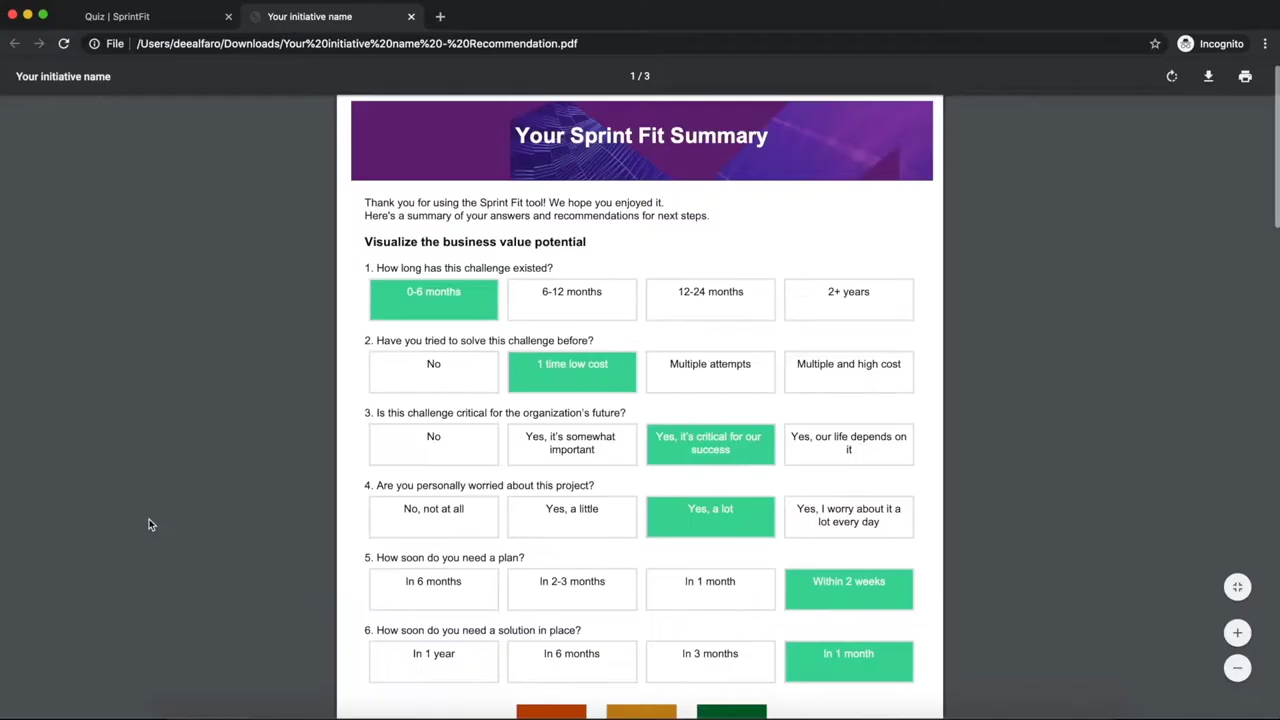 Quiz | SprintFit
Your initiative name
File
/Users/deealfaro/Downloads/Your%20initiative%20name%20-%20Recommendation.pdf
Incognito
Your initiative name
1 / 3
Your Sprint Fit Summary
Thank you for using the Sprint Fit tool! We hope you enjoyed it.
Here's a summary of your answers and recommendations for next steps.
Visualize the business value potential
1. How long has this challenge existed?
0-6 months
6-12 months
12-24 months
2+ years
2. Have you tried to solve this challenge before?
No
1 time low cost
Multiple attempts
Multiple and high cost
3. Is this challenge critical for the organization's future?
No
Yes, it's somewhat
important
Yes, it's critical for our
success
Yes, our life depends on
it
4. Are you personally worried about this project?
No, not at all
Yes, a little
Yes, a lot
Yes, I worry about it a
lot every day
5. How soon do you need a plan?
In 6 months
In 2-3 months
In 1 month
Within 2 weeks
6. How soon do you need a solution in place?
In 1 year
In 6 months
In 3 months
In 1 month